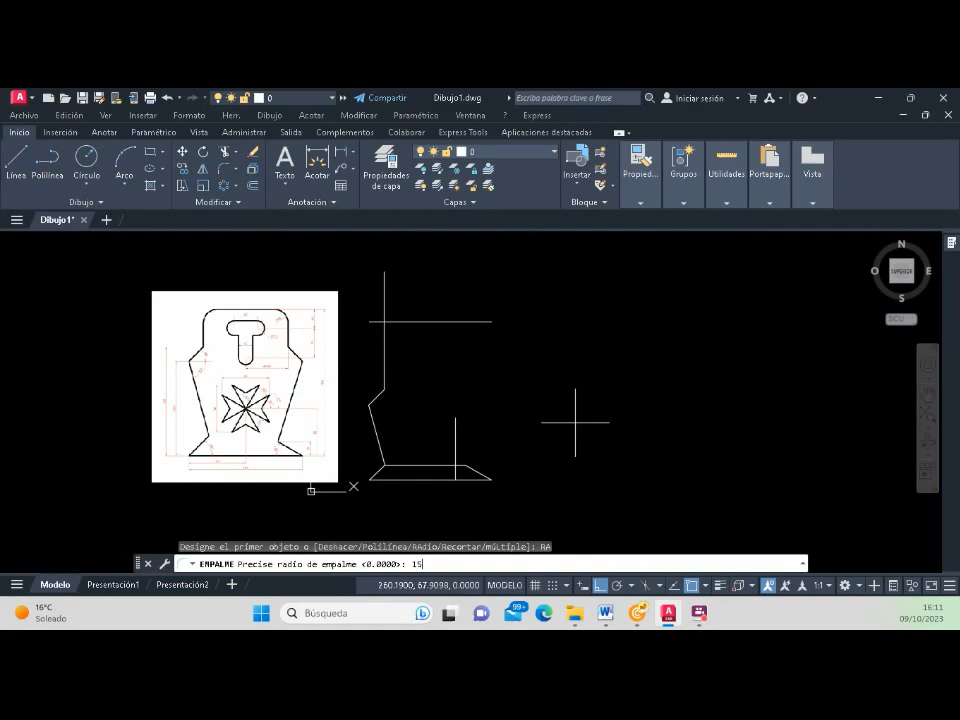 Compartir
Dibujo1.dwg
Escriba palabra clave o frase
Iniciar sesión
Archivo Edición Ver Insertar Formato Herr. Dibujo Acotar Modificar Paramétrico Ventana ? Express
Inicio Inserción Anotar Paramétrico Vista Administrar Salida Complementos Colaborar Express Tools Aplicaciones destacadas
0
Línea Polilínea Círculo Arco
Texto Acotar
Propiedades de capa
Insertar
Propied... Grupos Utilidades Portapap... Vista
Dibujo Modificar Anotación Capas Bloque
Dibujo1*
N
O SUPERIOR E
S
SCU
X
Designe el primer objeto o [Deshacer/Polilínea/RAdio/Recortar/múltiple]: RA
EMPALME Precise radio de empalme <0.0000>: 15
Modelo Presentación1 Presentación2 + 260.1900, 67.9098, 0.0000 MODELO 1:1
16°C
Soleado
Búsqueda
99+
16:11
09/10/2023